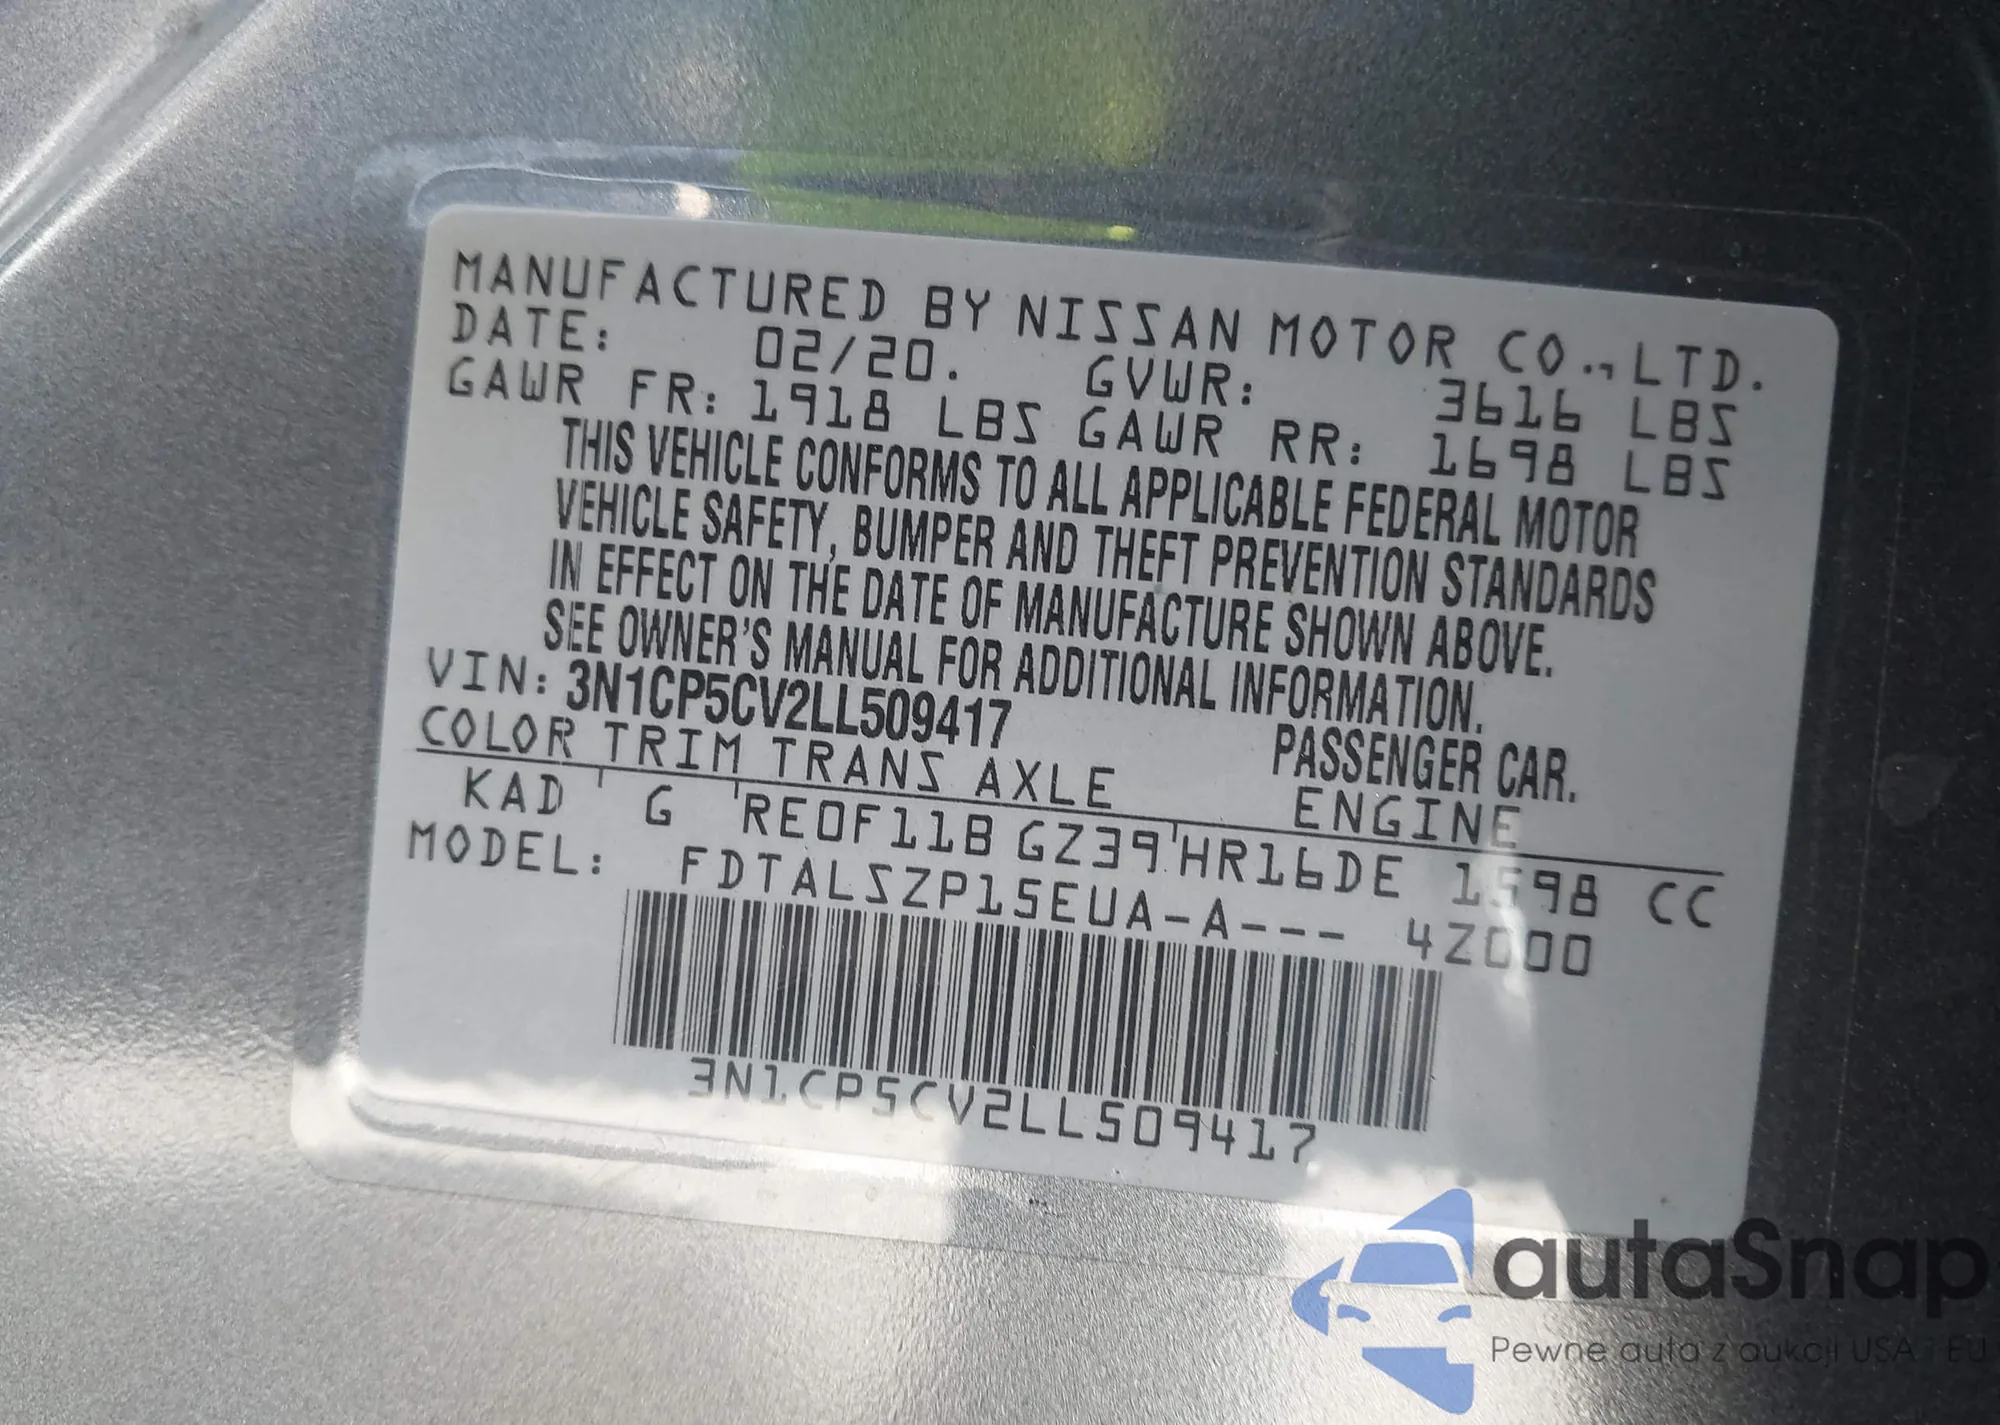 MANUFACTURED BY NISSAN MOTOR CO.,LTD.
DATE: 02/20. GVWR: 3616 LBS
GAWR FR: 1918 LBS GAWR RR: 1698 LBS
THIS VEHICLE CONFORMS TO ALL APPLICABLE FEDERAL MOTOR
VEHICLE SAFETY, BUMPER AND THEFT PREVENTION STANDARDS
IN EFFECT ON THE DATE OF MANUFACTURE SHOWN ABOVE.
SEE OWNER'S MANUAL FOR ADDITIONAL INFORMATION.
VIN: 3N1CP5CV2LL509417 PASSENGER CAR.
COLOR TRIM TRANS AXLE ENGINE
KAD G RE0F11B GZ39 HR16DE 1598 CC
MODEL: FDTALSZP15EUA-A--- 4Z000
3N1CP5CV2LL509417
autaSnap
Pewne auta z aukcji USA i EU